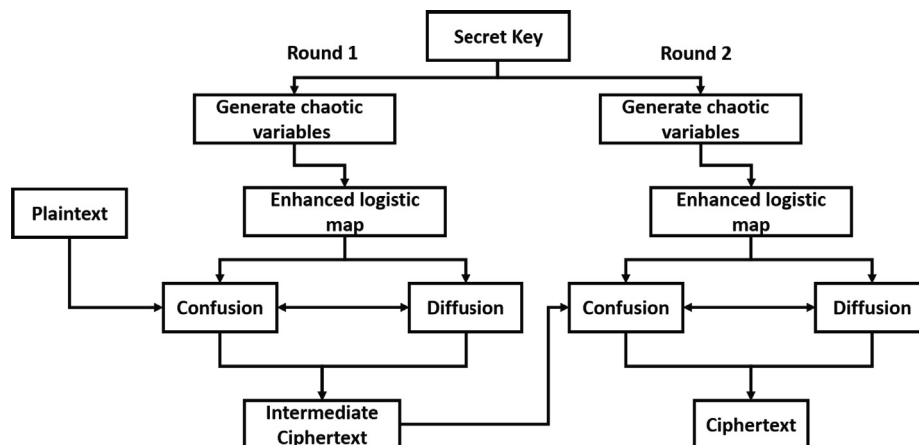 Secret Key
Round 1
Round 2
Generate chaotic
variables
Generate chaotic
variables
Enhanced logistic
map
Enhanced logistic
map
Plaintext
Confusion
Diffusion
Confusion
Diffusion
Intermediate
Ciphertext
Ciphertext